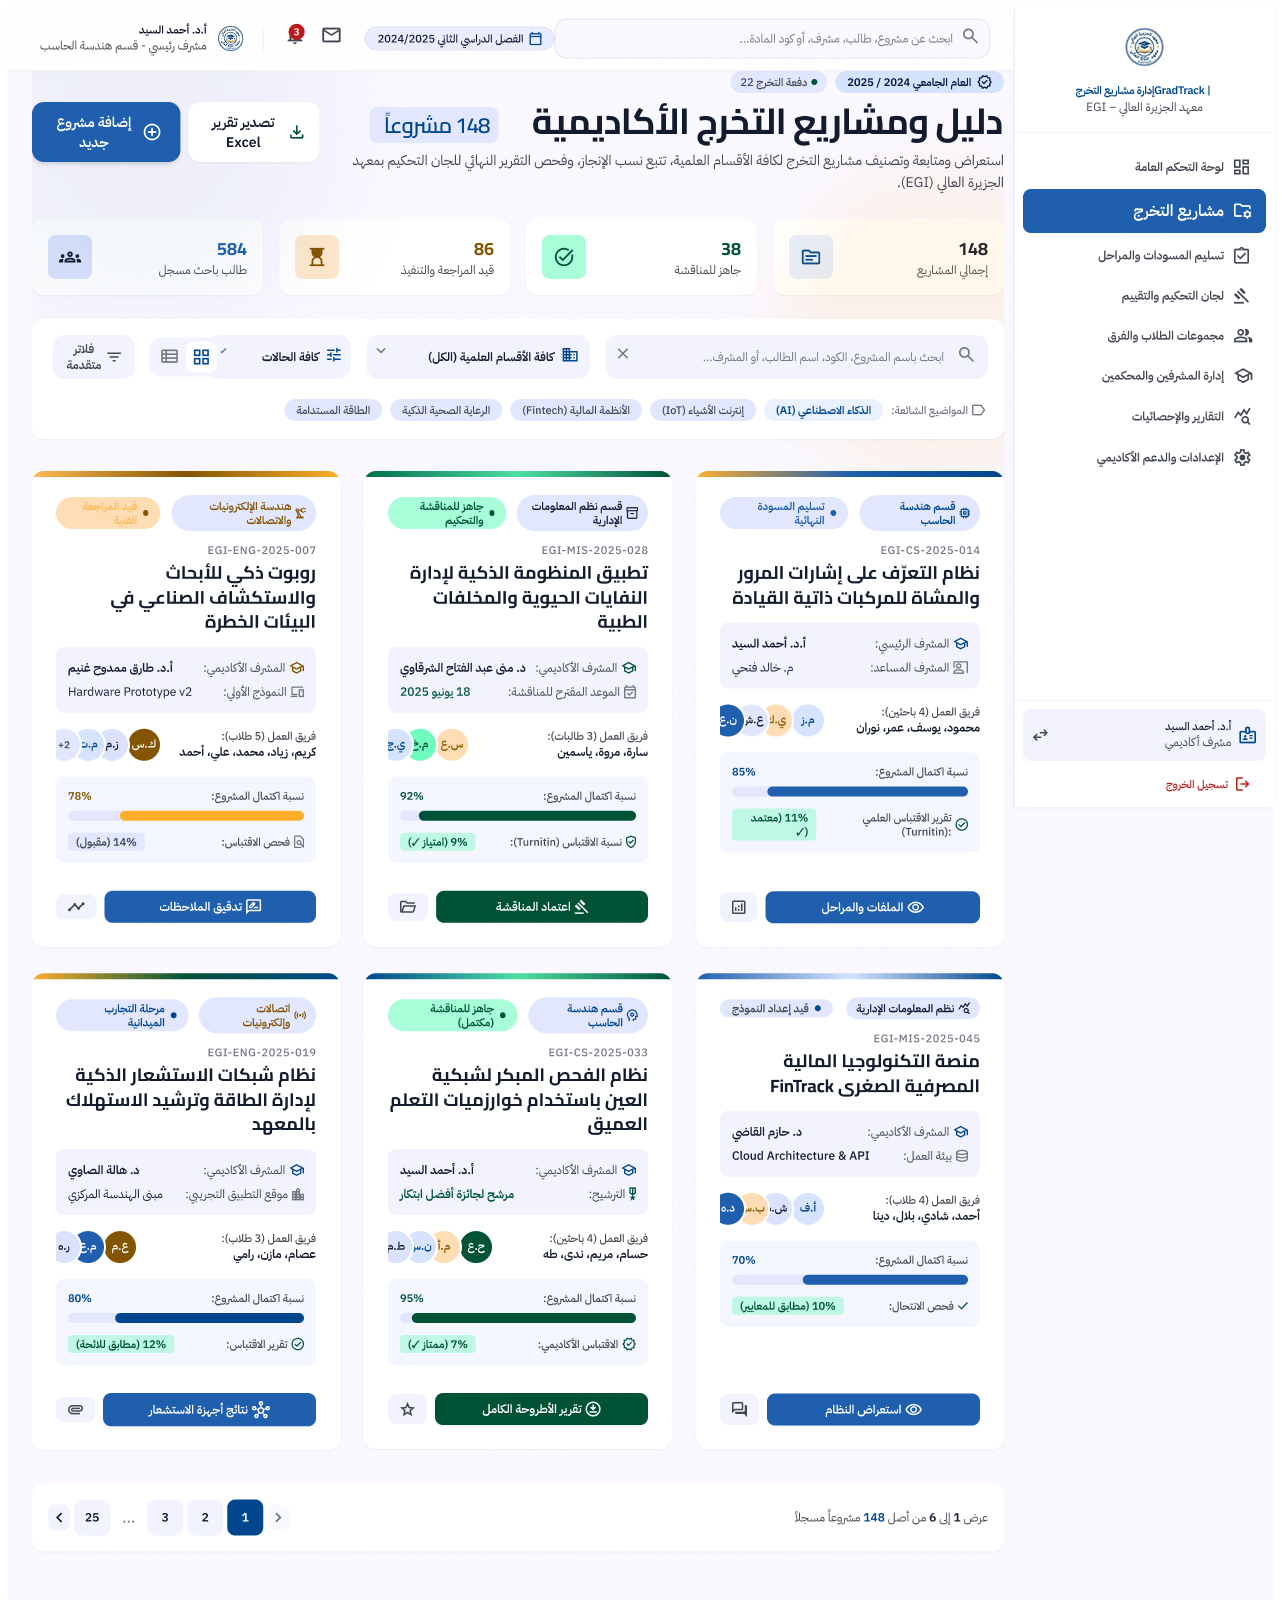 GradTrack | إدارة مشاريع التخرج
معهد الجزيرة العالي – EGI
لوحة التحكم العامة
مشاريع التخرج
تسليم المسودات والمراحل
لجان التحكيم والتقييم
مجموعات الطلاب والفرق
إدارة المشرفين والمحكمين
التقارير والإحصائيات
الإعدادات والدعم الأكاديمي
أ.د. أحمد السيد
مشرف أكاديمي
تسجيل الخروج
ابحث عن مشروع، طالب، مشرف، أو كود المادة...
الفصل الدراسي الثاني 2024/2025
3
أ.د. أحمد السيد
مشرف رئيسي - قسم هندسة الحاسب
العام الجامعي 2024 / 2025
دفعة التخرج 22
دليل ومشاريع التخرج الأكاديمية
148 مشروعاً
استعراض ومتابعة وتصنيف مشاريع التخرج لكافة الأقسام العلمية، تتبع نسب الإنجاز، وفحص التقرير النهائي للجان التحكيم بمعهد
الجزيرة العالي (EGI).
تصدير تقرير
Excel
إضافة مشروع
جديد
148
إجمالي المشاريع
38
جاهز للمناقشة
86
قيد المراجعة والتنفيذ
584
طالب باحث مسجل
ابحث باسم المشروع، الكود، اسم الطالب، أو المشرف...
كافة الأقسام العلمية (الكل)
كافة الحالات
فلاتر
متقدمة
المواضيع الشائعة:
الذكاء الاصطناعي (AI)
إنترنت الأشياء (IoT)
الأنظمة المالية (Fintech)
الرعاية الصحية الذكية
الطاقة المستدامة
قسم هندسة
الحاسب
تسليم المسودة
النهائية
EGI-CS-2025-014
نظام التعرّف على إشارات المرور
والمشاة للمركبات ذاتية القيادة
المشرف الرئيسي:
أ.د. أحمد السيد
المشرف المساعد:
م. خالد فتحي
فريق العمل (4 باحثين):
محمود، يوسف، عمر، نوران
م.ز
ي.ك
ع.ش
ن.ع
نسبة اكتمال المشروع:
85%
تقرير الاقتباس العلمي
(Turnitin):
11% (معتمد
✓)
الملفات والمراحل
قسم نظم المعلومات
الإدارية
جاهز للمناقشة
والتحكيم
EGI-MIS-2025-028
تطبيق المنظومة الذكية لإدارة
النفايات الحيوية والمخلفات
الطبية
المشرف الأكاديمي:
د. منى عبد الفتاح الشرقاوي
الموعد المقترح للمناقشة:
18 يونيو 2025
فريق العمل (3 طالبات):
سارة، مروة، ياسمين
س.ع
م.خ
ي.ج
نسبة اكتمال المشروع:
92%
نسبة الاقتباس (Turnitin):
9% (امتياز ✓)
اعتماد المناقشة
هندسة الإلكترونيات
والاتصالات
قيد المراجعة
الفنية
EGI-ENG-2025-007
روبوت ذكي للأبحاث
والاستكشاف الصناعي في
البيئات الخطرة
المشرف الأكاديمي:
أ.د. طارق ممدوح غنيم
النموذج الأولي:
Hardware Prototype v2
فريق العمل (5 طلاب):
كريم، زياد، محمد، علي، أحمد
ك.س
ز.م
م.ت
+2
نسبة اكتمال المشروع:
78%
فحص الاقتباس:
14% (مقبول)
تدقيق الملاحظات
نظم المعلومات الإدارية
قيد إعداد النموذج
EGI-MIS-2025-045
منصة التكنولوجيا المالية
المصرفية الصغرى FinTrack
المشرف الأكاديمي:
د. حازم القاضي
بيئة العمل:
Cloud Architecture & API
فريق العمل (4 طلاب):
أحمد، شادي، بلال، دينا
أ.ف
ب.س
د.ه
نسبة اكتمال المشروع:
70%
فحص الانتحال:
10% (مطابق للمعايير)
استعراض النظام
قسم هندسة
الحاسب
جاهز للمناقشة
(مكتمل)
EGI-CS-2025-033
نظام الفحص المبكر لشبكية
العين باستخدام خوارزميات التعلم
العميق
المشرف الأكاديمي:
أ.د. أحمد السيد
الترشيح:
مرشح لجائزة أفضل ابتكار
فريق العمل (4 باحثين):
حسام، مريم، ندى، طه
ح.ع
م.أ
ن.س
ط.م
نسبة اكتمال المشروع:
95%
الاقتباس الأكاديمي:
7% (ممتاز ✓)
تقرير الأطروحة الكامل
اتصالات
وإلكترونيات
مرحلة التجارب
الميدانية
EGI-ENG-2025-019
نظام شبكات الاستشعار الذكية
لإدارة الطاقة وترشيد الاستهلاك
بالمعهد
المشرف الأكاديمي:
د. هالة الصاوي
موقع التطبيق التجريبي:
مبنى الهندسة المركزي
فريق العمل (3 طلاب):
عصام، مازن، رامي
ع.م
م.ع
ر.ه
نسبة اكتمال المشروع:
80%
تقرير الاقتباس:
12% (مطابق للائحة)
نتائج أجهزة الاستشعار
عرض 1 إلى 6 من أصل 148 مشروعاً مسجلاً
1
2
3
...
25